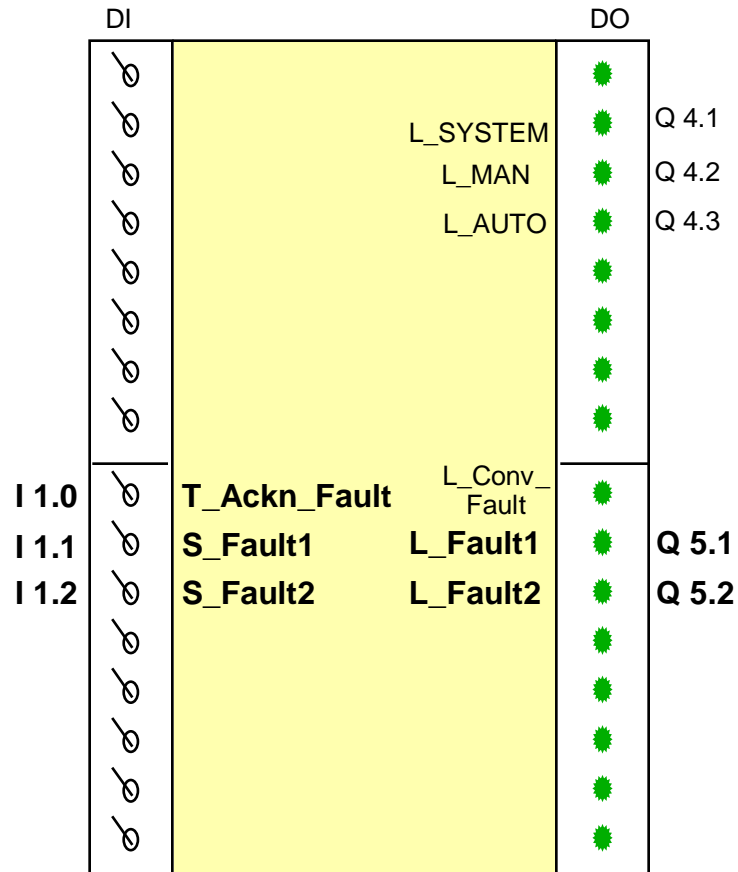 DI DO
L_SYSTEM Q 4.1
L_MAN Q 4.2
L_AUTO Q 4.3
L_Conv_
Fault
I 1.0 T_Ackn_Fault
I 1.1 S_Fault1 L_Fault1 Q 5.1
I 1.2 S_Fault2 L_Fault2 Q 5.2